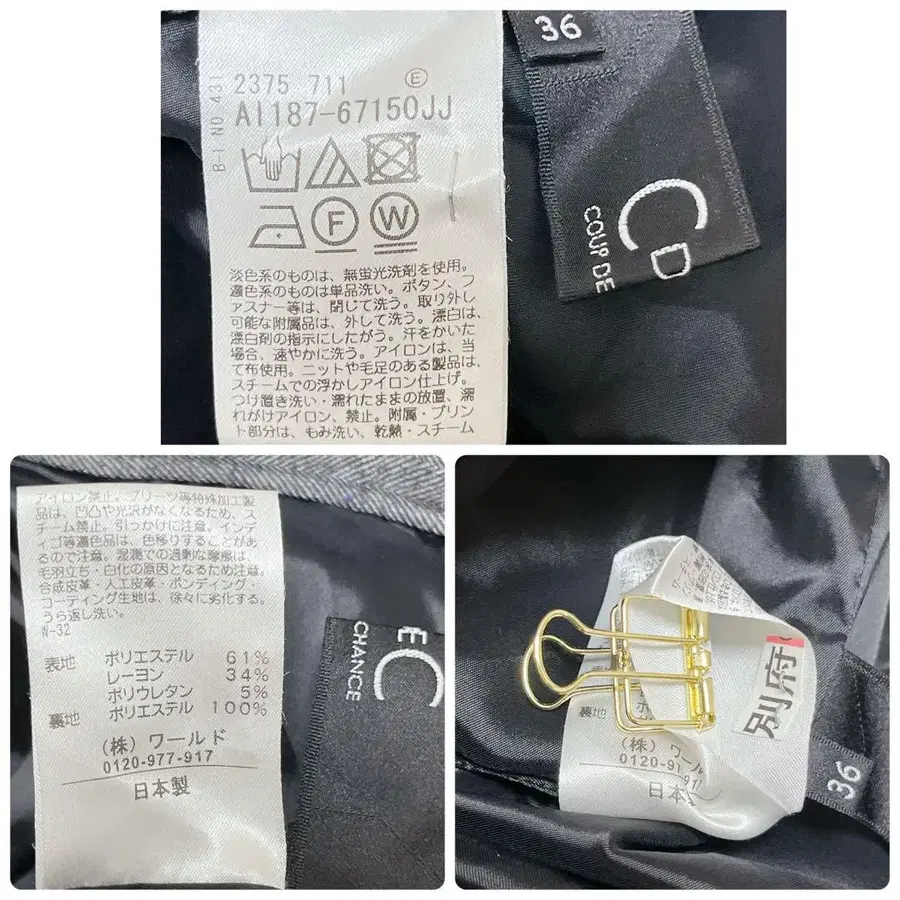 B-I NO 431
2375 711
E
AI187-67150JJ
F
W
淡色系のものは、無蛍光洗剤を使用。
濃色系のものは単品洗い。ボタン、フ
ァスナー等は、閉じて洗う。取り外し
可能な附属品は、外して洗う。漂白は、
漂白剤の指示にしたがう。汗をかいた
場合、速やかに洗う。アイロンは、当
て布使用。ニットや毛足のある製品は、
スチームでの浮かしアイロン仕上げ。
つけ置き洗い・濡れたままの放置、濡
れがけアイロン、禁止。附属・プリン
ト部分は、もみ洗い、乾熱・スチーム
36
CD
COUP DE
アイロン禁止。プリーツ等特殊加工製
品は、凹凸や光沢がなくなるため、ス
チーム禁止。引っかけに注意。インデ
ィゴ等濃色品は、色移りすることがあ
るので注意。湿潤での過剰な摩擦は、
毛羽立ち・白化の原因となるため注意。
合成皮革・人工皮革・ボンディング・
コーティング生地は、徐々に劣化する。
うら返し洗い。
W-32
表地 ポリエステル 61%
レーヨン 34%
ポリウレタン 5%
裏地 ポリエステル 100%
(株) ワールド
0120-977-917
日本製
EC
CHANCE
別府
裏地
(株) ワール
0120-9
917
日本製
36